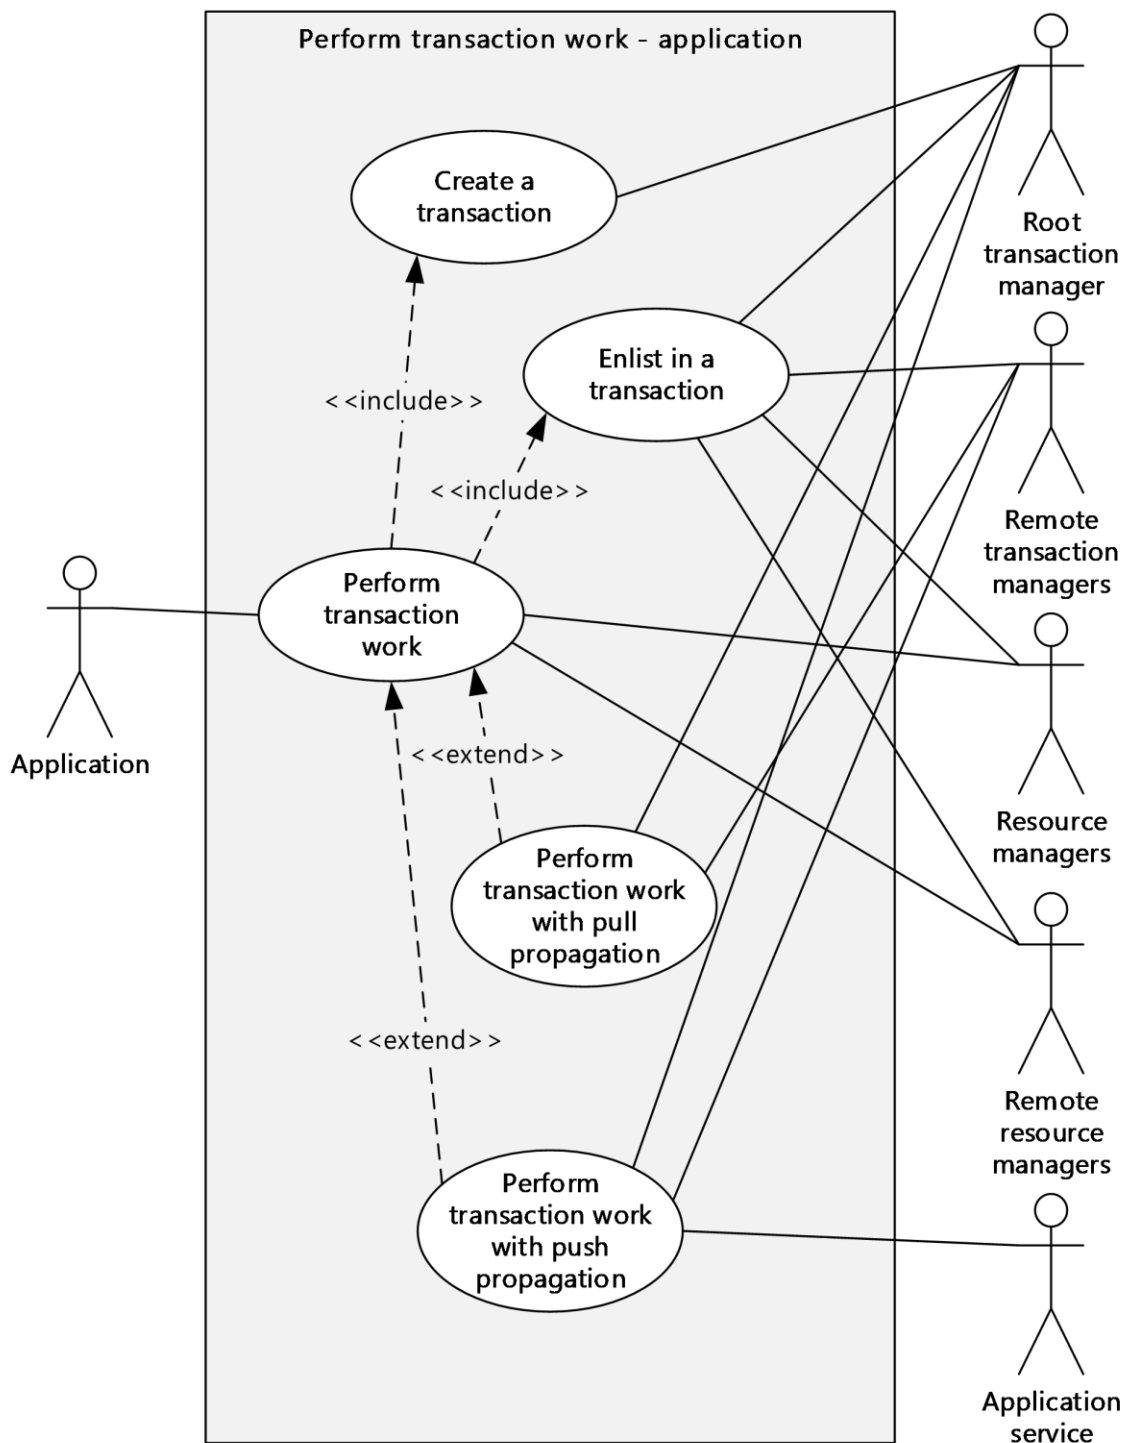 Perform transaction work - application
Create a
transaction
Root
transaction
manager
Enlist in a
transaction
<<include>>
<<include>>
Remote
transaction
managers
Perform
transaction
work
Application
<<extend>>
Resource
managers
Perform
transaction work
with pull
propagation
<<extend>>
Remote
resource
managers
Perform
transaction work
with push
propagation
Application
service